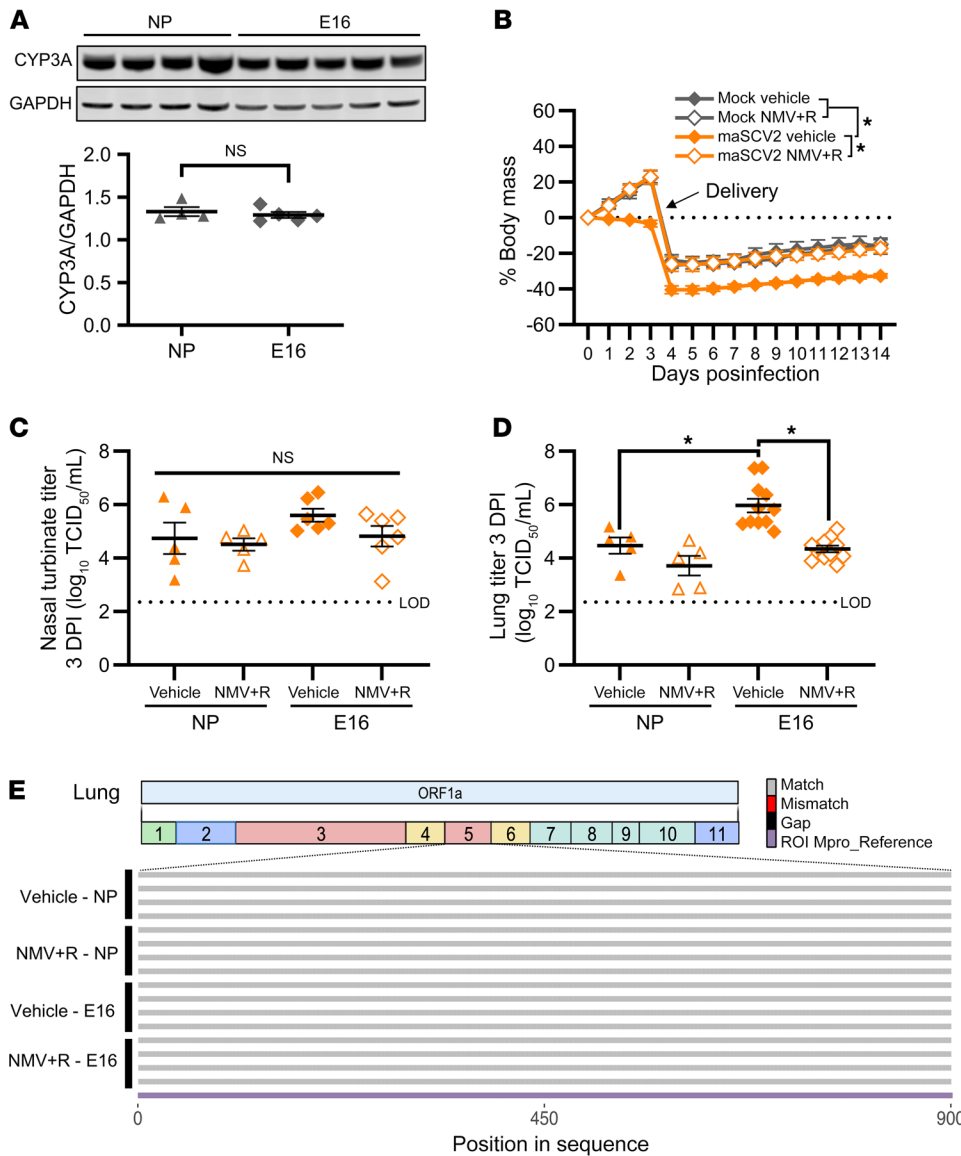 A
NP
E16
CYP3A
GAPDH
CYP3A/GAPDH
2.0
1.5
1.0
0.5
0.0
NS
NP
E16
B
% Body mass
60
40
20
0
-20
-40
-60
Mock vehicle
Mock NMV+R
maSCV2 vehicle
maSCV2 NMV+R
*
*
Delivery
0 1 2 3 4 5 6 7 8 9 10 11 12 13 14
Days posinfection
C
Nasal turbinate titer
3 DPI (log10 TCID50/mL)
8
6
4
2
0
NS
LOD
Vehicle NMV+R Vehicle NMV+R
NP E16
D
Lung titer 3 DPI
(log10 TCID50/mL)
8
6
4
2
0
* *
LOD
Vehicle NMV+R Vehicle NMV+R
NP E16
E
Lung
ORF1a
1 2 3 4 5 6 7 8 9 10 11
Match
Mismatch
Gap
ROI Mpro_Reference
Vehicle - NP
NMV+R - NP
Vehicle - E16
NMV+R - E16
0 450 900
Position in sequence